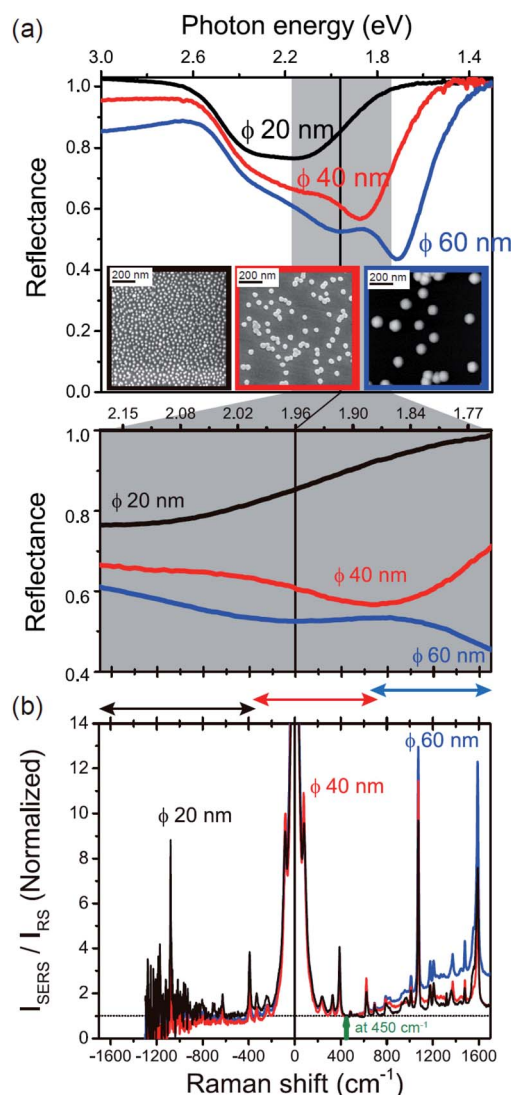 (a)
Photon energy (eV)
3.0 2.6 2.2 1.8 1.4
1.0
0.8
0.6
0.4
0.2
0.0
Reflectance
ϕ 20 nm
ϕ 40 nm
ϕ 60 nm
200 nm 200 nm 200 nm
2.15 2.08 2.02 1.96 1.90 1.84 1.77
1.0
0.8
0.6
0.4
Reflectance
ϕ 20 nm
ϕ 40 nm
ϕ 60 nm
(b)
14
12
10
8
6
4
2
0
I_SERS / I_RS (Normalized)
ϕ 60 nm
ϕ 40 nm
ϕ 20 nm
at 450 cm⁻¹
-1600 -1200 -800 -400 0 400 800 1200 1600
Raman shift (cm⁻¹)